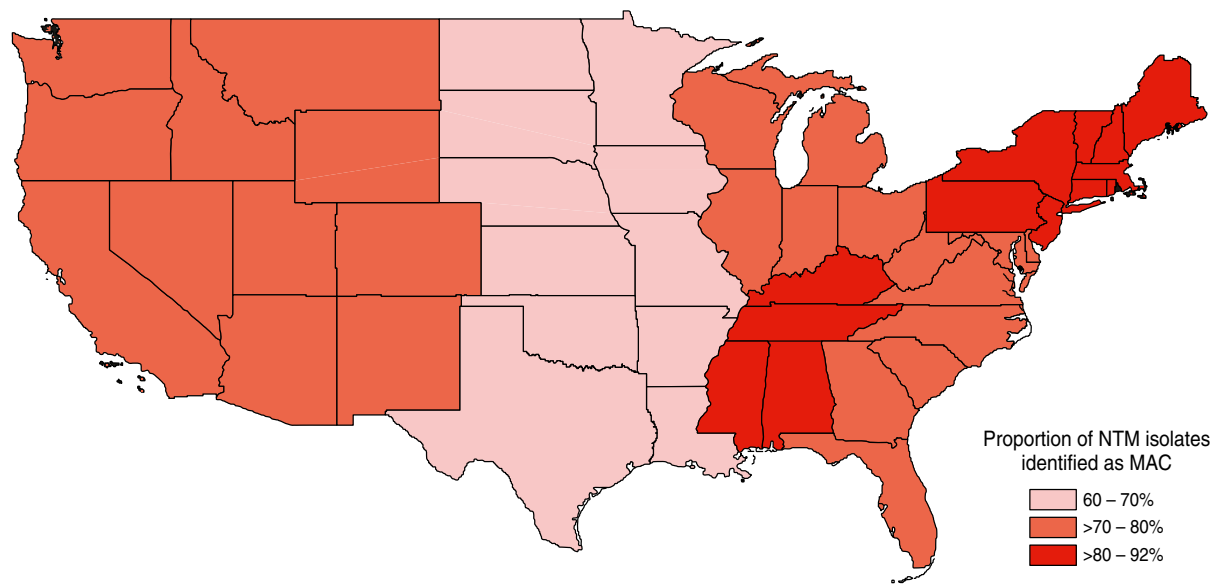 Proportion of NTM isolates
identified as MAC
60 – 70%
>70 – 80%
>80 – 92%